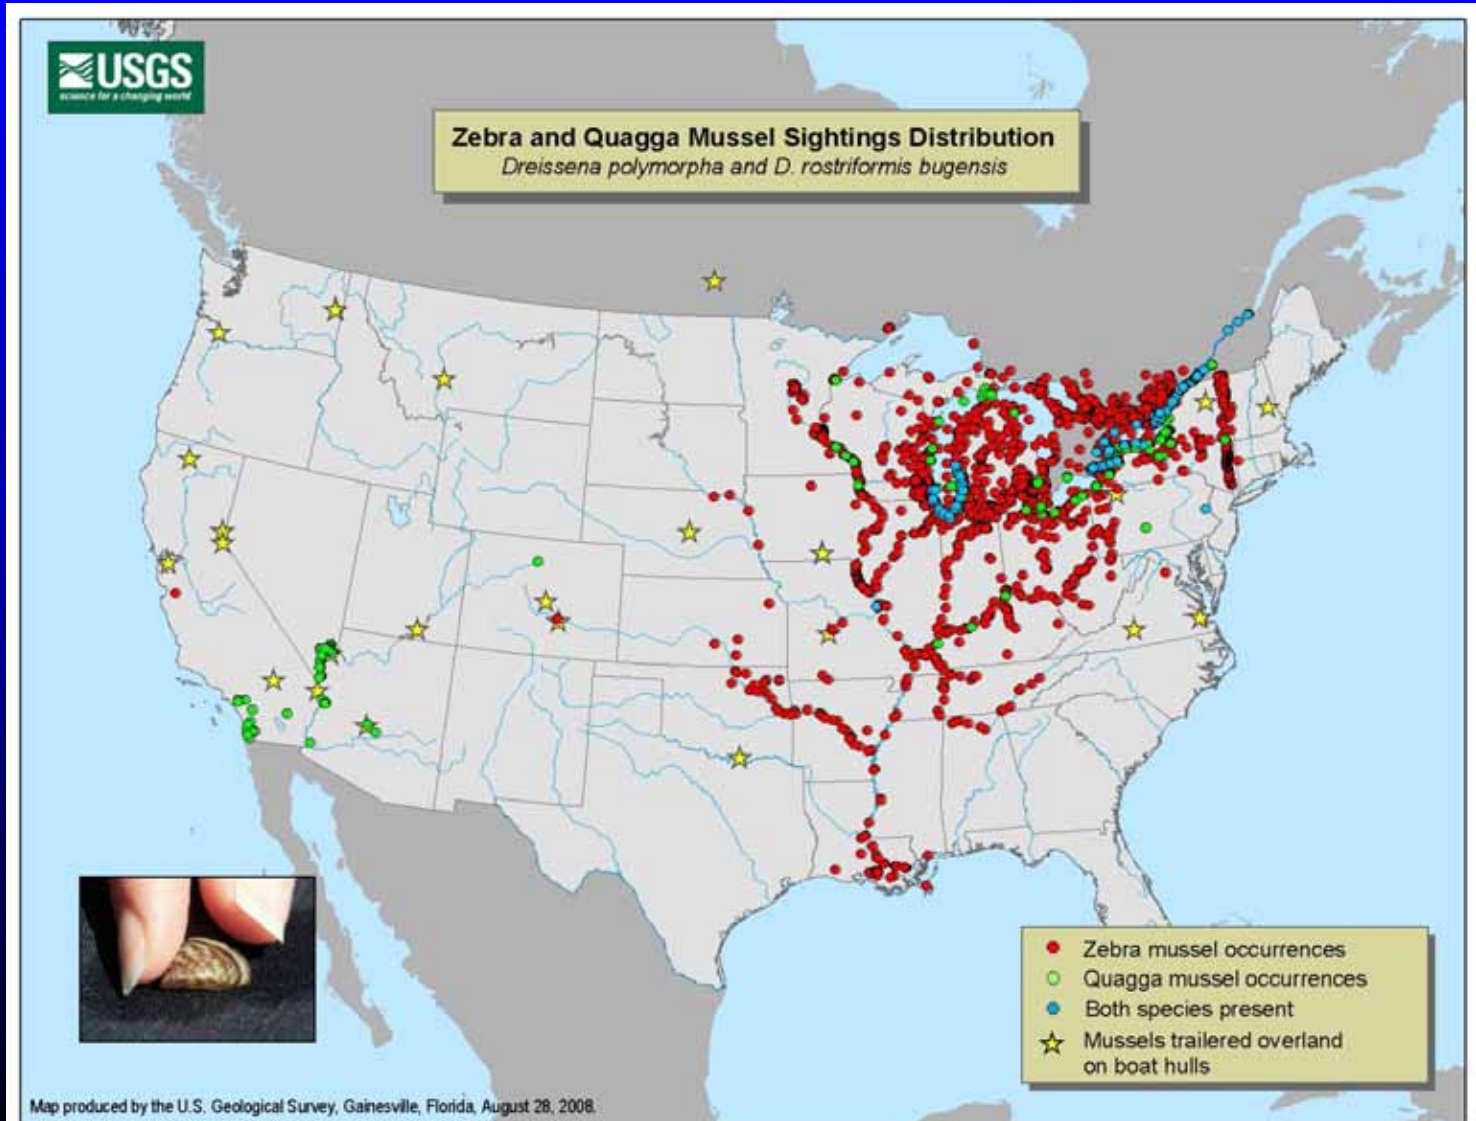 USGS
science for a changing world
Zebra and Quagga Mussel Sightings Distribution
Dreissena polymorpha and D. rostriformis bugensis
Zebra mussel occurrences
Quagga mussel occurrences
Both species present
Mussels trailered overland
on boat hulls
Map produced by the U.S. Geological Survey, Gainesville, Florida, August 28, 2008.